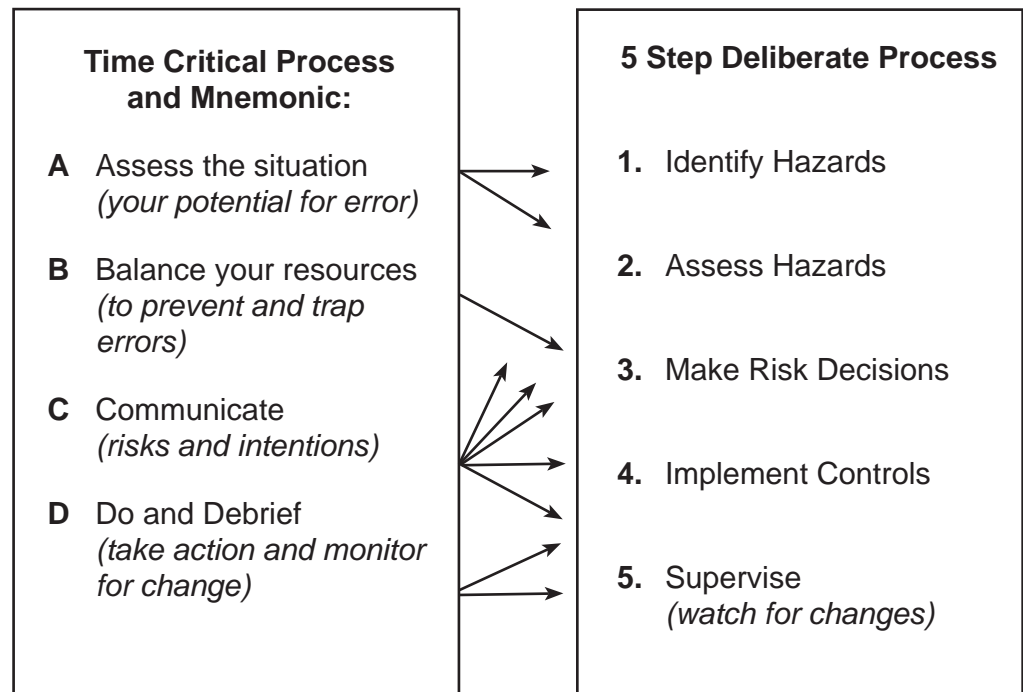 Time Critical Process
and Mnemonic:
A Assess the situation
(your potential for error)
B Balance your resources
(to prevent and trap
errors)
C Communicate
(risks and intentions)
D Do and Debrief
(take action and monitor
for change)
5 Step Deliberate Process
1. Identify Hazards
2. Assess Hazards
3. Make Risk Decisions
4. Implement Controls
5. Supervise
(watch for changes)